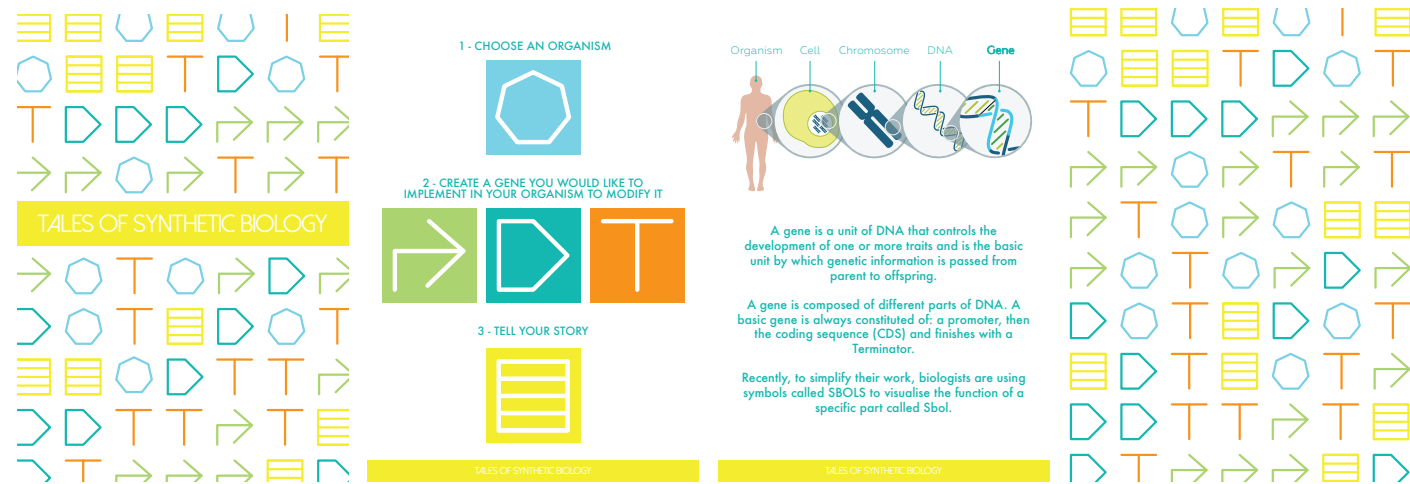 TALES OF SYNTHETIC BIOLOGY
1 - CHOOSE AN ORGANISM
2 - CREATE A GENE YOU WOULD LIKE TO
IMPLEMENT IN YOUR ORGANISM TO MODIFY IT
3 - TELL YOUR STORY
TALES OF SYNTHETIC BIOLOGY
Organism Cell Chromosome DNA Gene
A gene is a unit of DNA that controls the
development of one or more traits and is the basic
unit by which genetic information is passed from
parent to offspring.
A gene is composed of different parts of DNA. A
basic gene is always constituted of: a promoter, then
the coding sequence (CDS) and finishes with a
Terminator.
Recently, to simplify their work, biologists are using
symbols called SBOLS to visualise the function of a
specific part called Sbol.
TALES OF SYNTHETIC BIOLOGY